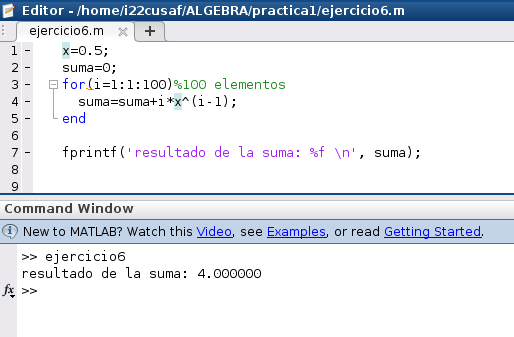 Editor - /home/i22cusaf/ALGEBRA/practica1/ejercicio6.m
ejercicio6.m
1 - x=0.5;
2 - suma=0;
3 - for(i=1:1:100)%100 elementos
4 - suma=suma+i*x^(i-1);
5 - end
6
7 - fprintf('resultado de la suma: %f \n', suma);
8
9
Command Window
New to MATLAB? Watch this Video, see Examples, or read Getting Started.
>> ejercicio6
resultado de la suma: 4.000000
fx >>